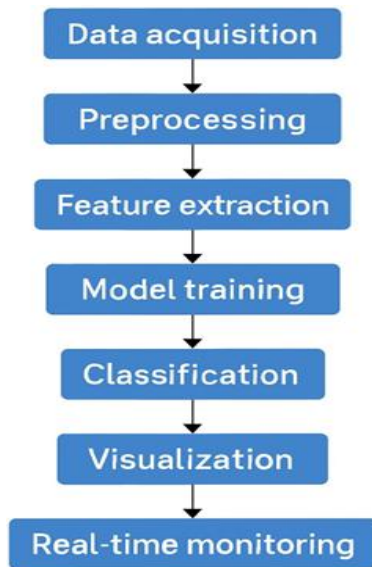 Data acquisition
Preprocessing
Feature extraction
Model training
Classification
Visualization
Real-time monitoring